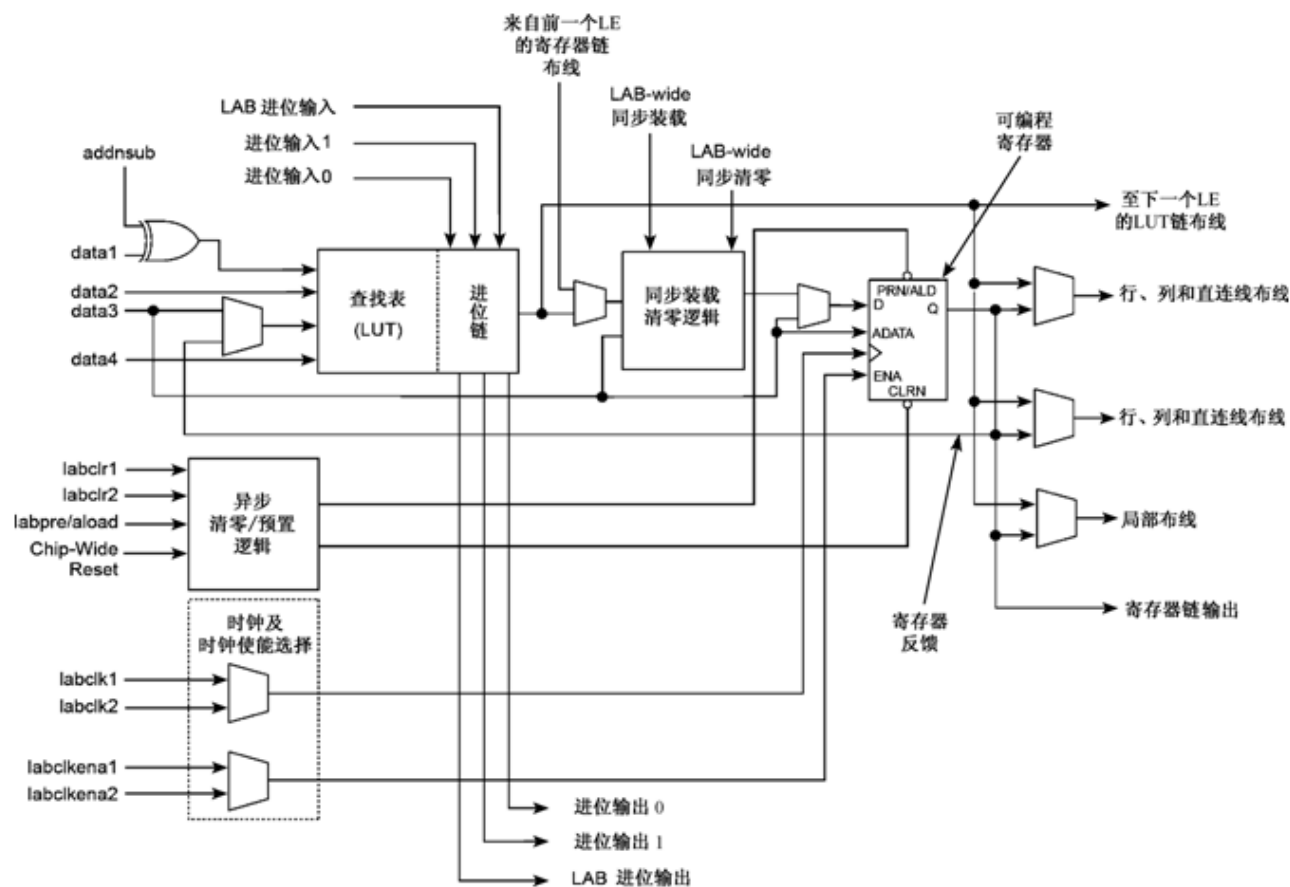 来自前一个LE
的寄存器链
布线
LAB 进位输入
LAB-wide
同步装载
可编程
寄存器
进位输入1
LAB-wide
同步清零
addnsub
进位输入0
至下一个LE
的LUT链布线
data1
data2
data3
data4
查找表
(LUT)
进
位
链
同步装载
清零逻辑
PRN/ALD
D
Q
ADATA
ENA
CLRN
行、列和直连线布线
行、列和直连线布线
labclr1
labclr2
labpre/aload
Chip-Wide
Reset
异步
清零/预置
逻辑
局部布线
时钟及
时钟使能选择
寄存器
反馈
寄存器链输出
labclk1
labclk2
labclkena1
labclkena2
进位输出 0
进位输出 1
LAB 进位输出